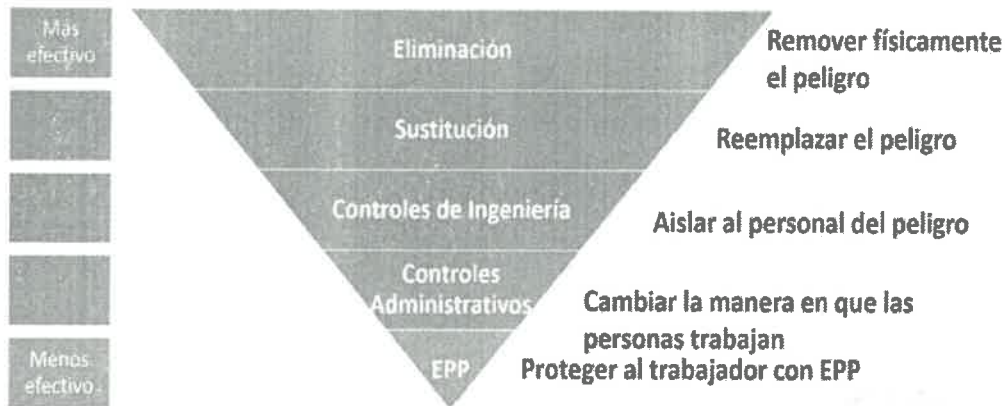 Más
efectivo
Eliminación
Remover físicamente
el peligro
Sustitución
Reemplazar el peligro
Controles de Ingeniería
Aislar al personal del peligro
Controles
Administrativos
Cambiar la manera en que las
personas trabajan
Menos
efectivo
EPP
Proteger al trabajador con EPP